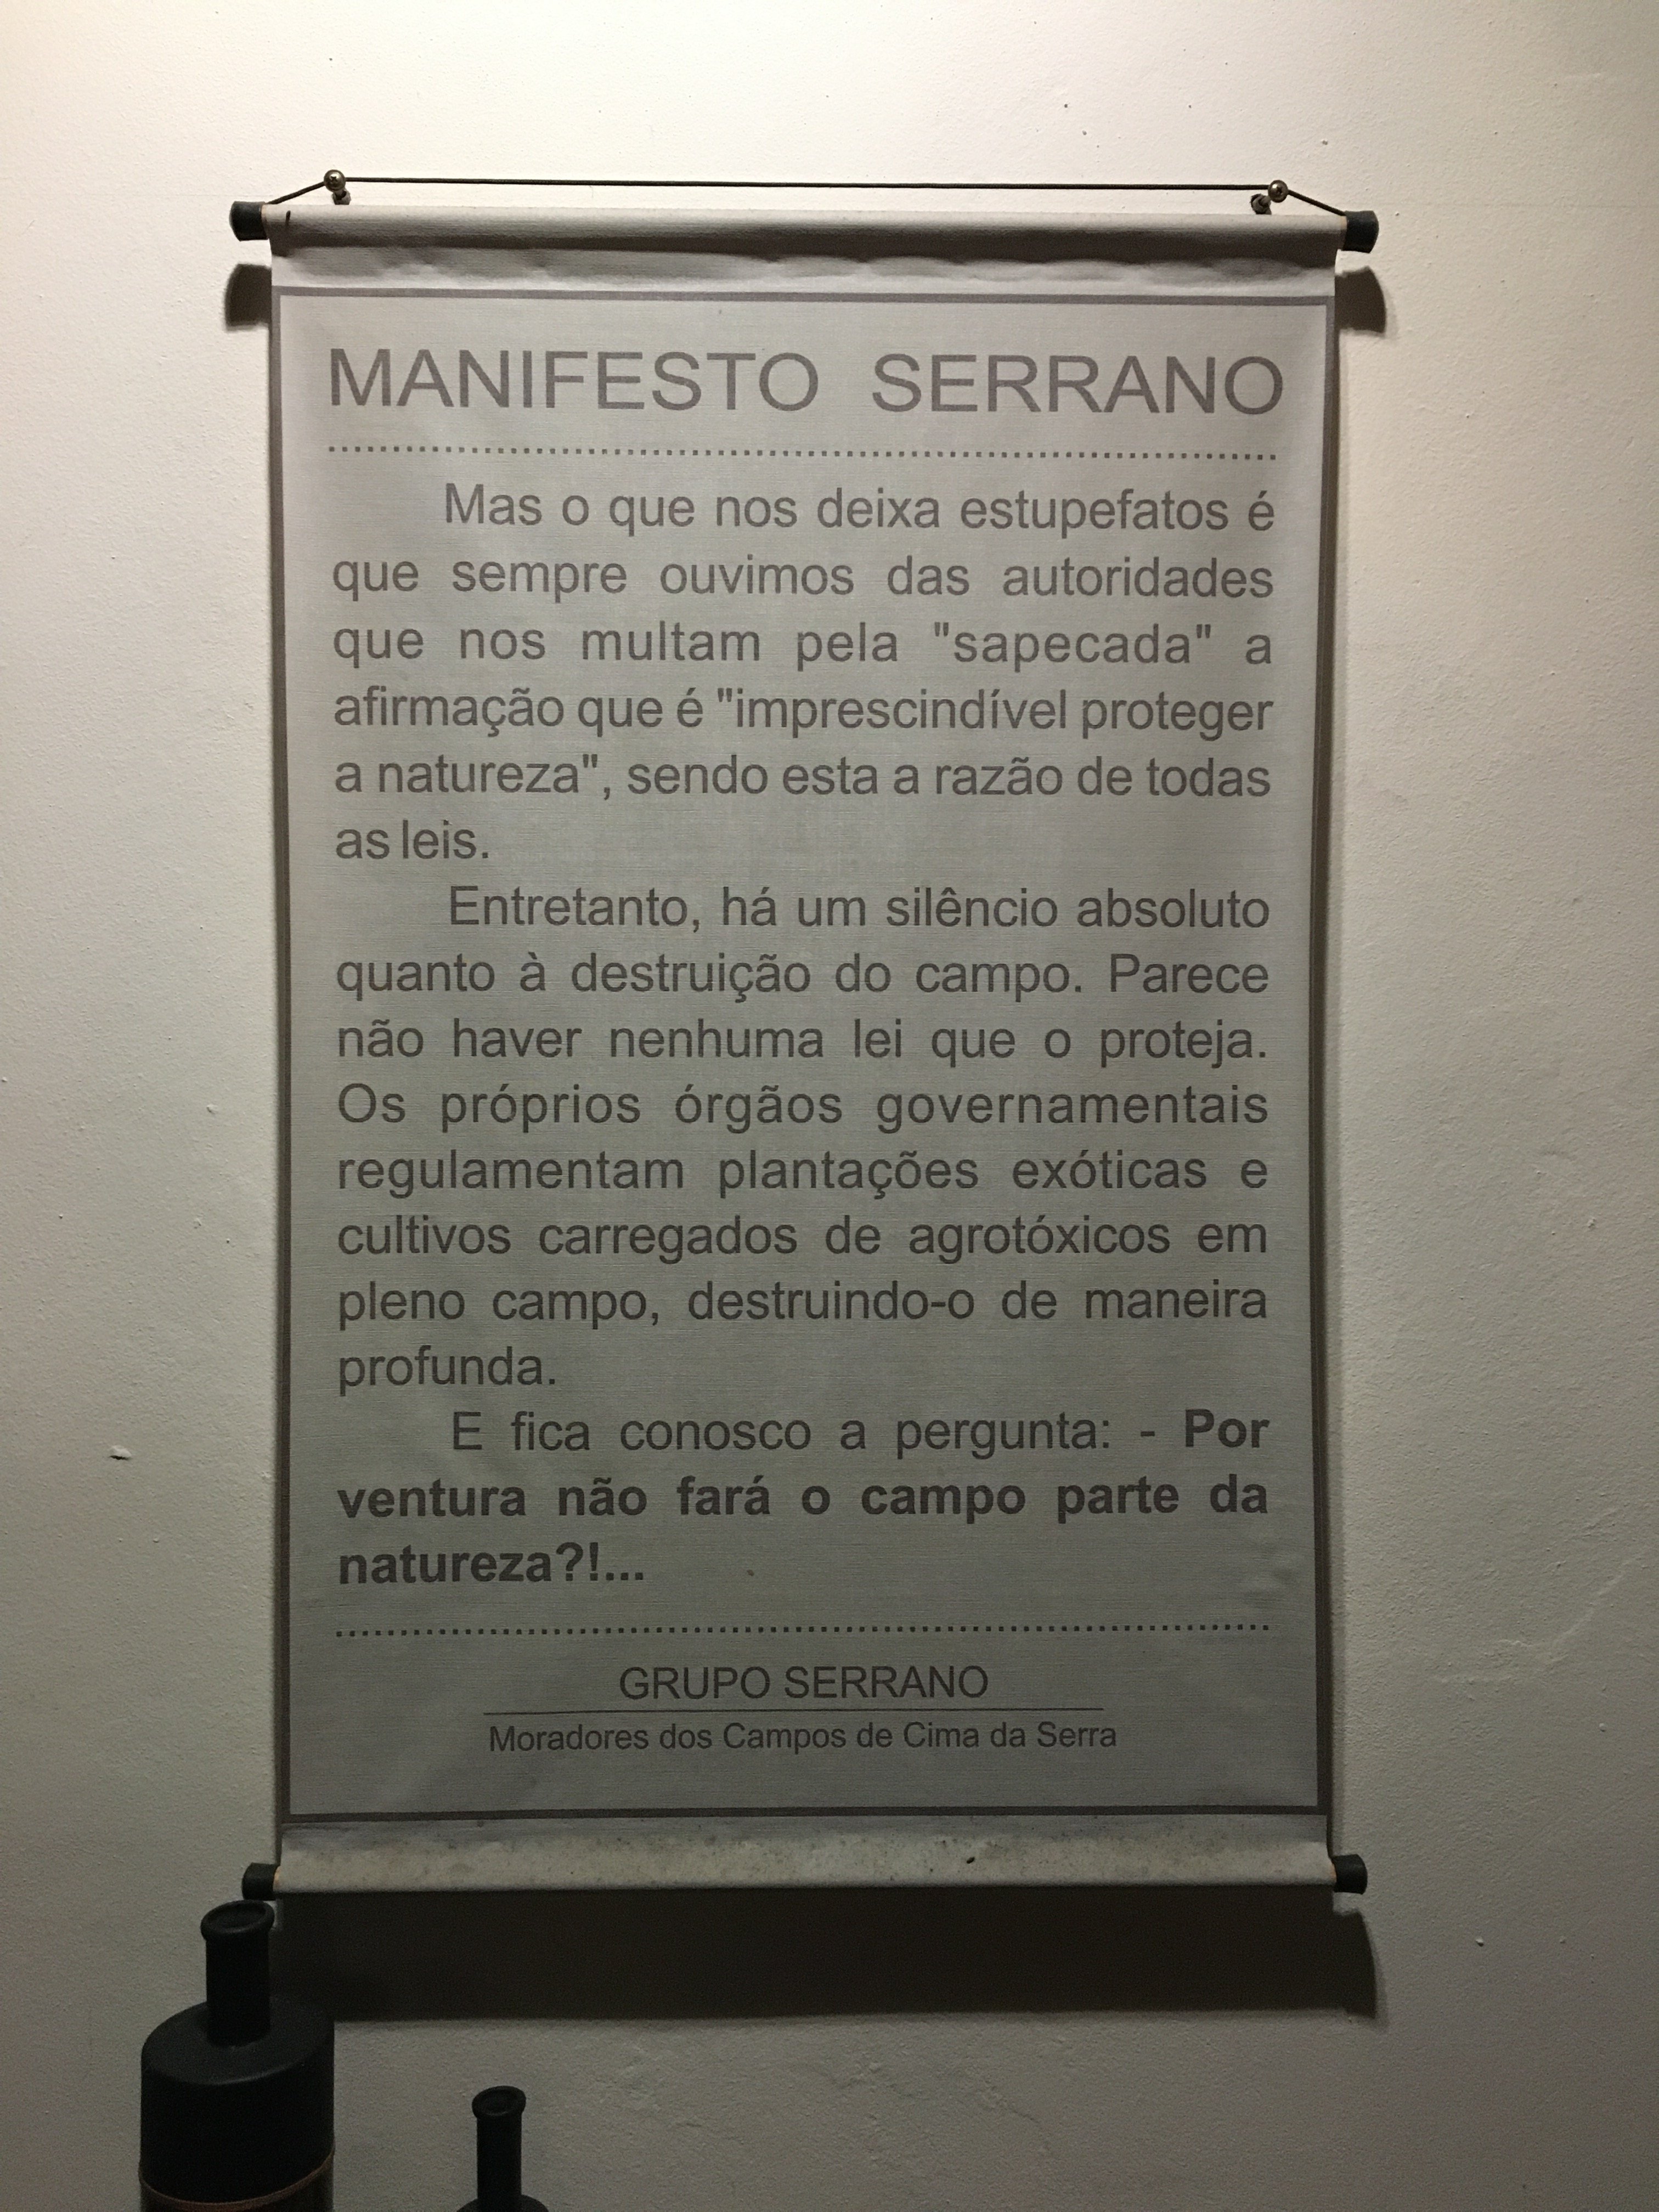 MANIFESTO SERRANO
Mas o que nos deixa estupefatos é
que sempre ouvimos das autoridades
que nos multam pela "sapecada" a
afirmação que é "imprescindível proteger
a natureza", sendo esta a razão de todas
as leis.
Entretanto, há um silêncio absoluto
quanto à destruição do campo. Parece
não haver nenhuma lei que o proteja.
Os próprios órgãos governamentais
regulamentam plantações exóticas e
cultivos carregados de agrotóxicos em
pleno campo, destruindo-o de maneira
profunda.
E fica conosco a pergunta: - Por
ventura não fará o campo parte da
natureza?!...
GRUPO SERRANO
Moradores dos Campos de Cima da Serra